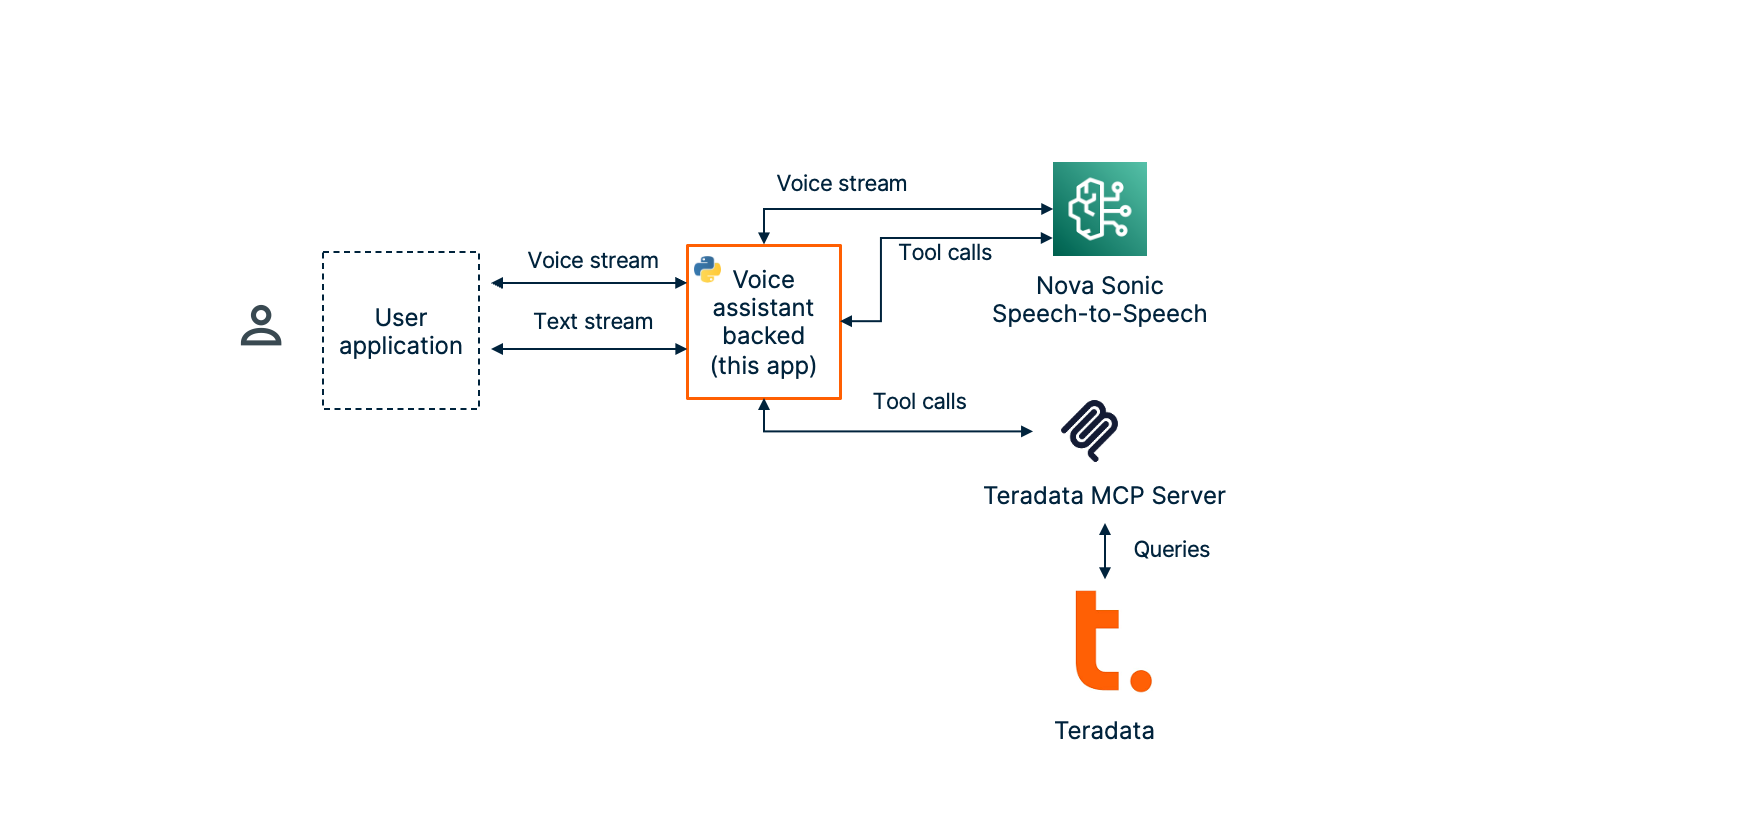 Voice stream
Tool calls
Nova Sonic
Speech-to-Speech
Voice stream
Text stream
User
application
Voice
assistant
backed
(this app)
Tool calls
Teradata MCP Server
Queries
t.
Teradata